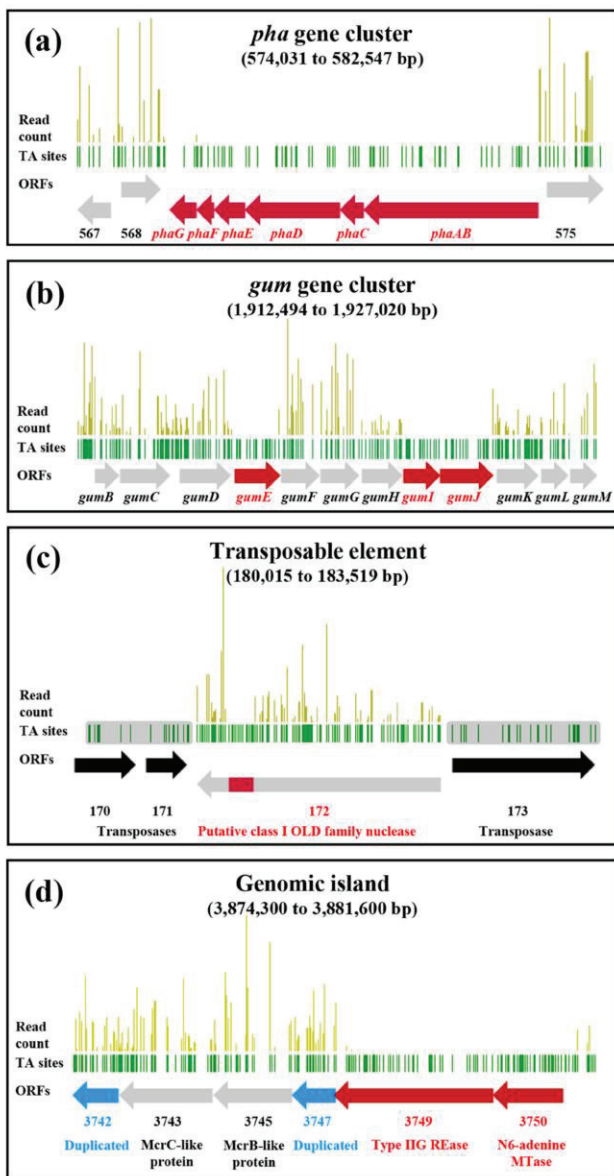 (a)
pha gene cluster
(574,031 to 582,547 bp)
Read
count
TA sites
ORFs
567 568 phaG phaF phaE phaD phaC phaAB 575
(b)
gum gene cluster
(1,912,494 to 1,927,020 bp)
Read
count
TA sites
ORFs
gumB gumC gumD gumE gumF gumG gumH gumI gumJ gumK gumL gumM
(c)
Transposable element
(180,015 to 183,519 bp)
Read
count
TA sites
ORFs
170 171 172 173
Transposases Putative class I OLD family nuclease Transposase
(d)
Genomic island
(3,874,300 to 3,881,600 bp)
Read
count
TA sites
ORFs
3742 3743 3745 3747 3749 3750
Duplicated McrC-like McrB-like Duplicated Type IIG REase N6-adenine
protein protein MTase